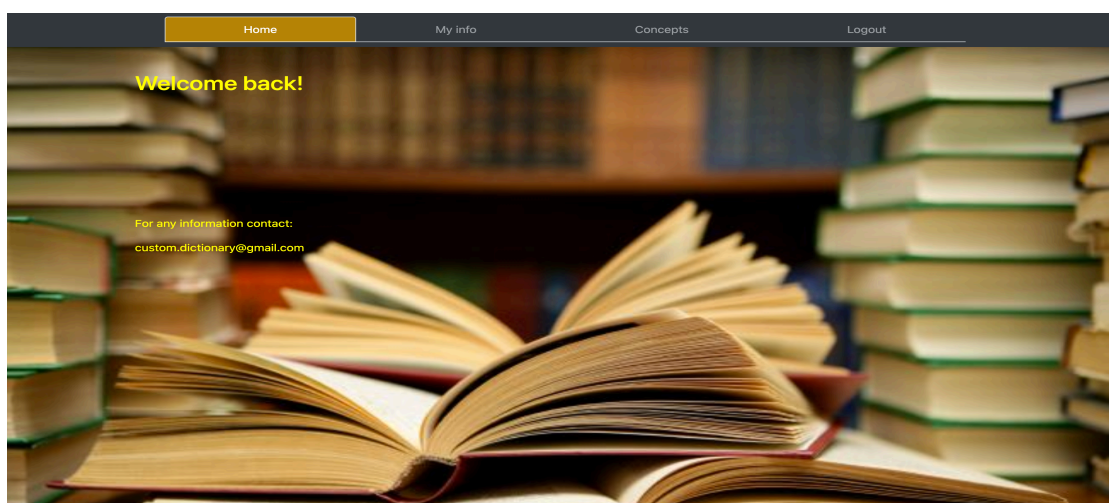 Home
My info
Concepts
Logout
Welcome back!
For any information contact:
custom.dictionary@gmail.com